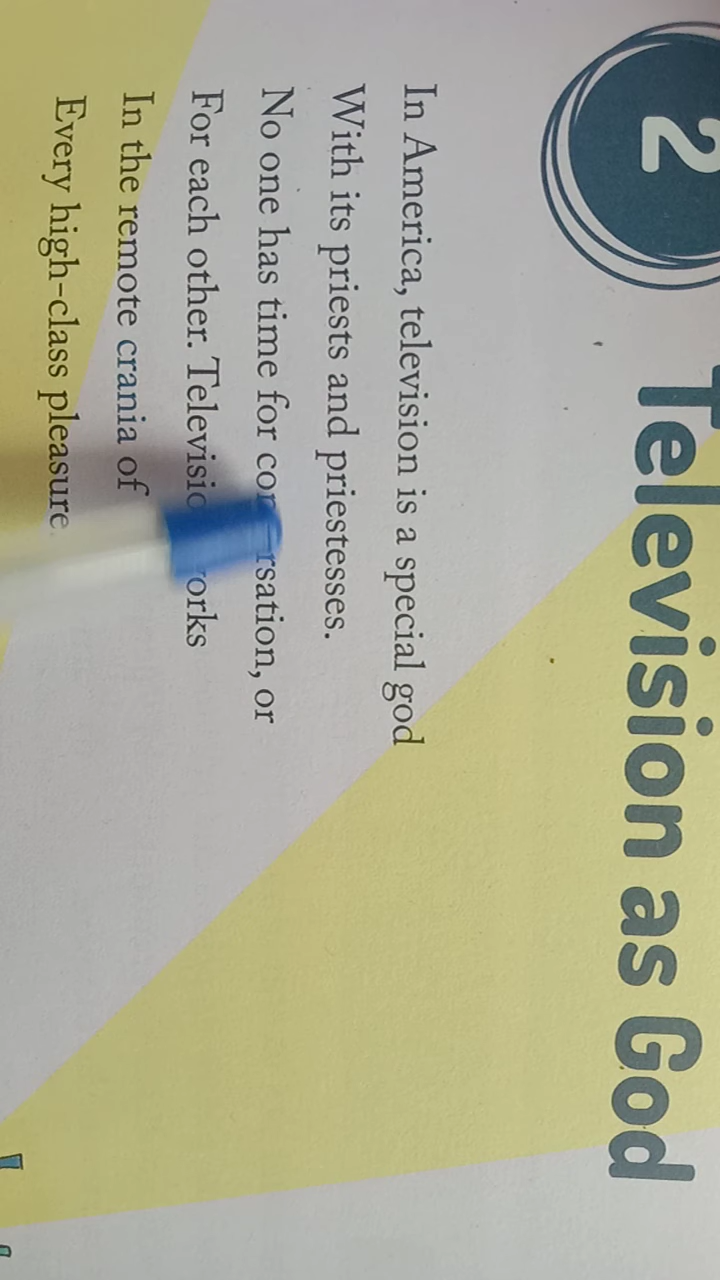 2
Television as God
In America, television is a special god
With its priests and priestesses.
No one has time for or
For each other.
In the remote crania of
Every high-class pleasure